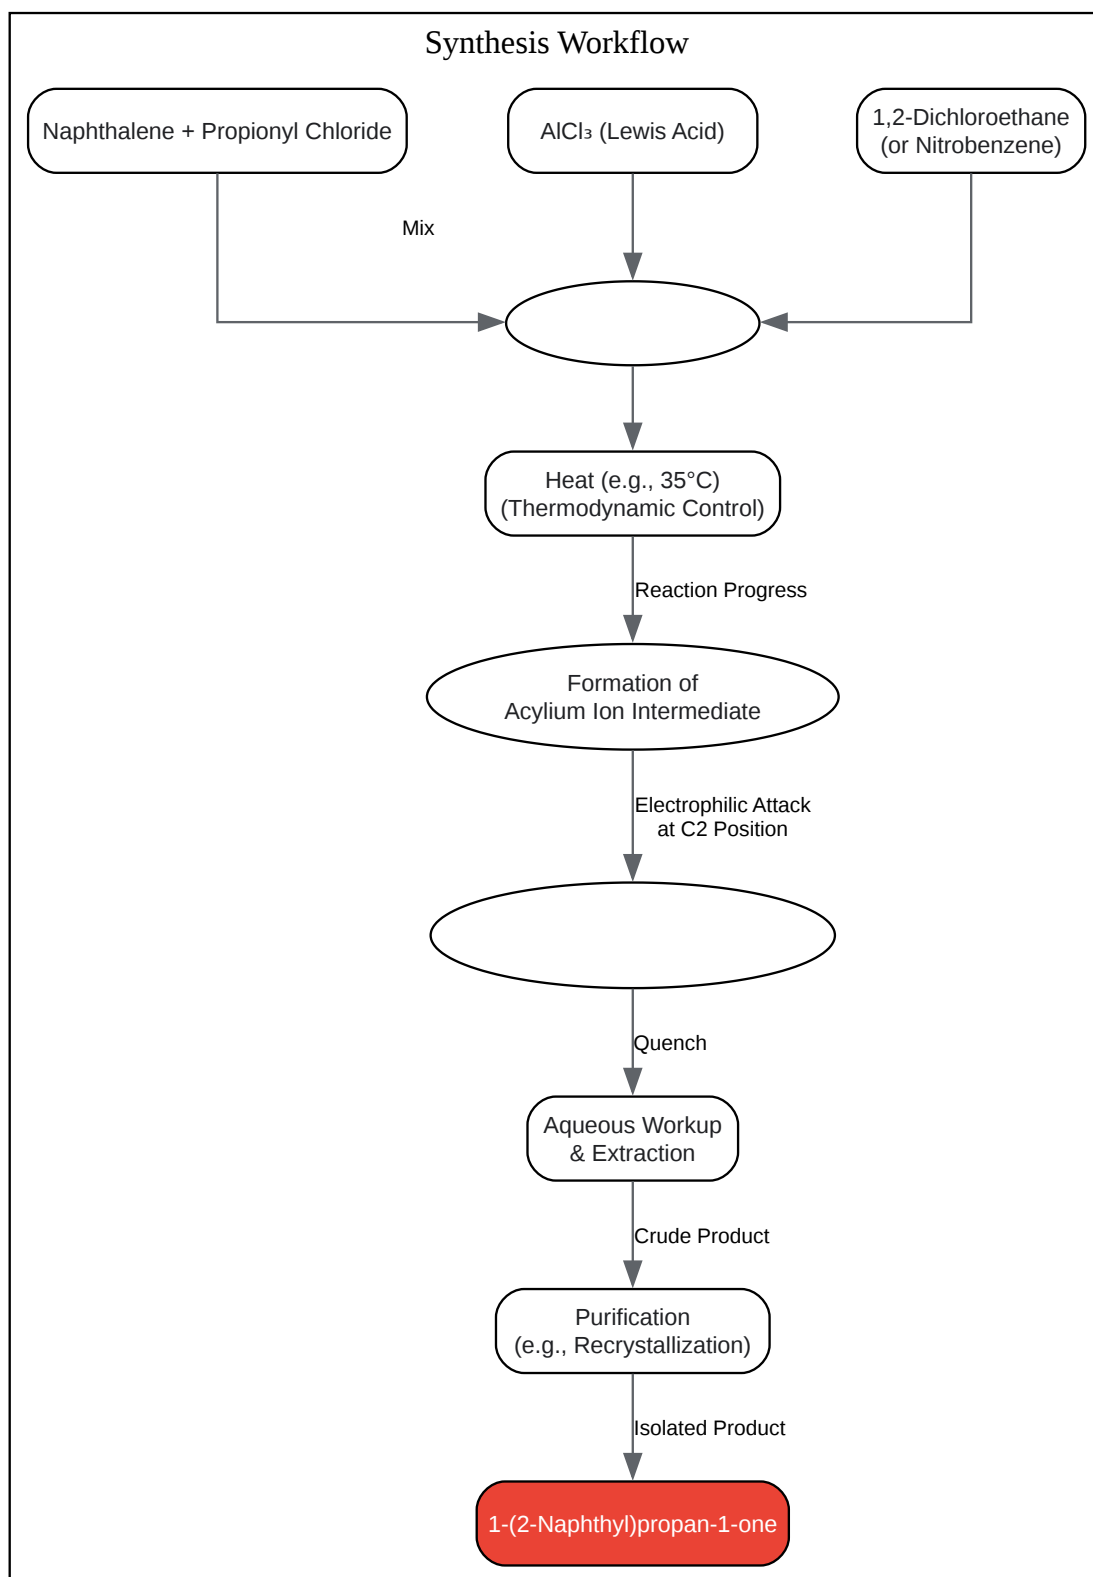 Synthesis Workflow
Naphthalene + Propionyl Chloride
AlCl₃ (Lewis Acid)
1,2-Dichloroethane
(or Nitrobenzene)
Mix
Heat (e.g., 35°C)
(Thermodynamic Control)
Reaction Progress
Formation of
Acylium Ion Intermediate
Electrophilic Attack
at C2 Position
Quench
Aqueous Workup
& Extraction
Crude Product
Purification
(e.g., Recrystallization)
Isolated Product
1-(2-Naphthyl)propan-1-one